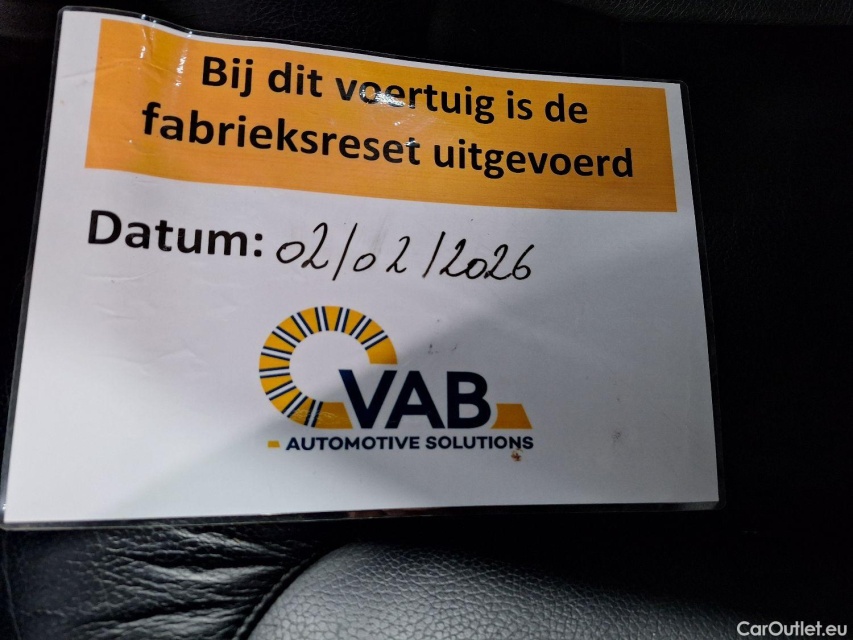 Bij dit voertuig is de
fabrieksreset uitgevoerd
Datum: 02/02/2026
VAB
AUTOMOTIVE SOLUTIONS
CarOutlet.eu